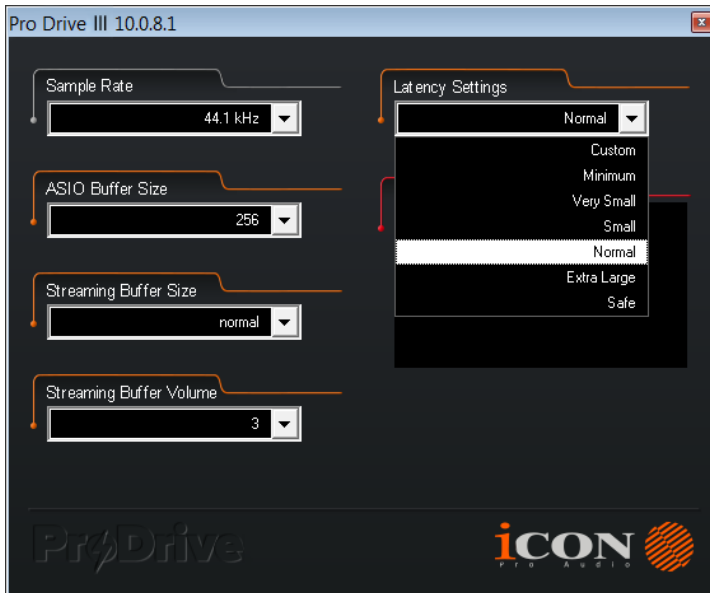 Pro Drive III 10.0.8.1
Sample Rate
44.1 kHz
ASIO Buffer Size
256
Streaming Buffer Size
normal
Streaming Buffer Volume
3
Latency Settings
Normal
Custom
Minimum
Very Small
Small
Normal
Extra Large
Safe
ProDrive
iCON
Pro Audio